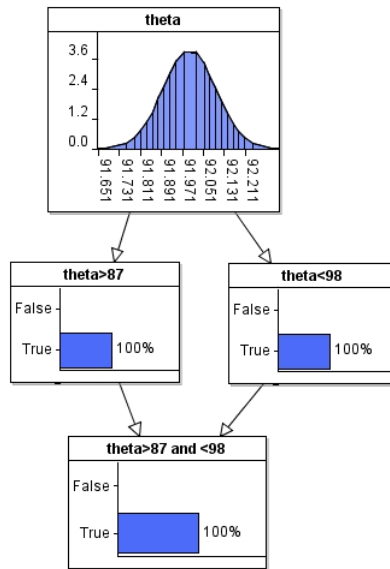 theta
3.6
2.4
1.2
0.0
91.651
91.731
91.811
91.891
91.971
92.051
92.131
92.211
theta>87
False
True
100%
theta<98
False
True
100%
theta>87 and <98
False
True
100%